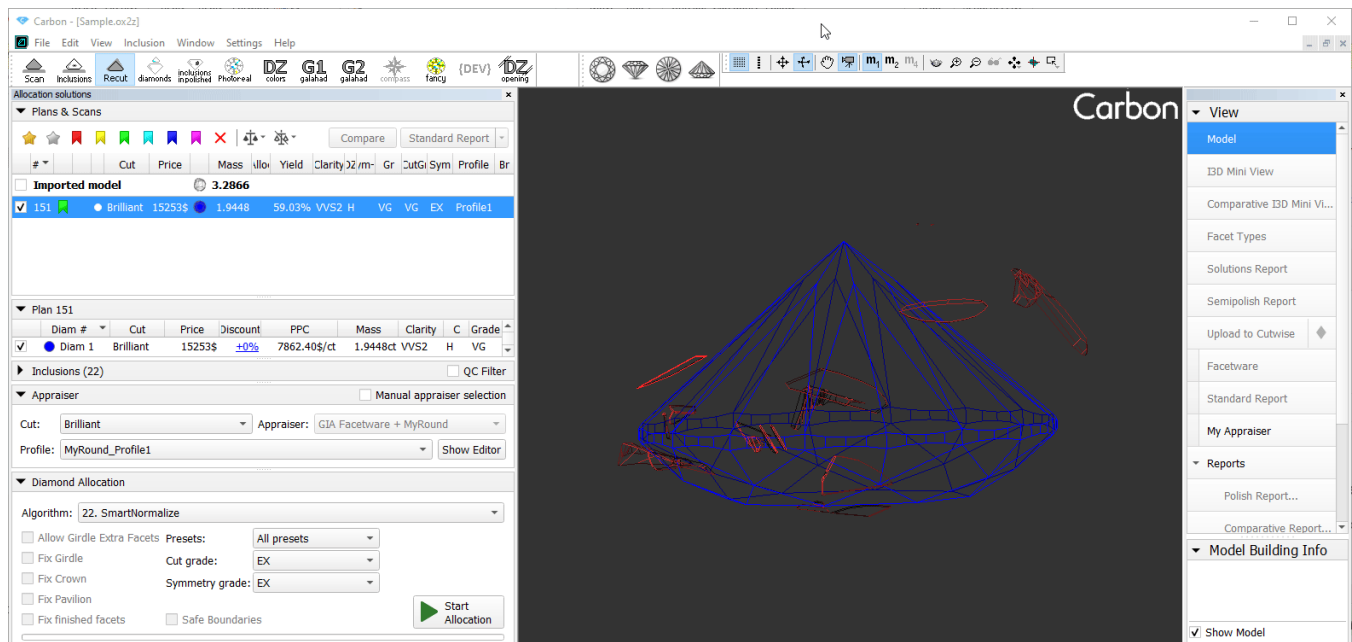 Carbon - [Sample.ox2z]
File Edit View Inclusion Window Settings Help
Scan Inclusions Recut diamonds inclusions inpolished Photoreal DZ colors G1 galahad G2 galahad compass fancy {DEV} DZ opening m1 m2 m4
Allocation solutions
Plans & Scans
Compare Standard Report
# Cut Price Mass Yield Clarity Gr Sym Profile Br
Imported model 3.2866
151 Brilliant 15253$ 1.9448 59.03% VVS2 H VG VG EX Profile1
Plan 151
Diam # Cut Price Discount PPC Mass Clarity C Grade
Diam 1 Brilliant 15253$ +0% 7862.40$/ct 1.9448ct VVS2 H VG
Inclusions (22) QC Filter
Appraiser Manual appraiser selection
Cut: Brilliant Appraiser: GIA Facetware + MyRound
Profile: MyRound_Profile1 Show Editor
Diamond Allocation
Algorithm: 22. SmartNormalize
Allow Girdle Extra Facets Presets: All presets
Fix Girdle Cut grade: EX
Fix Crown Symmetry grade: EX
Fix Pavilion
Fix finished facets Safe Boundaries
Start
Allocation
Carbon
View
Model
I3D Mini View
Comparative I3D Mini Vi...
Facet Types
Solutions Report
Semipolish Report
Upload to Cutwise
Facetware
Standard Report
My Appraiser
Reports
Polish Report...
Comparative Report...
Model Building Info
Show Model